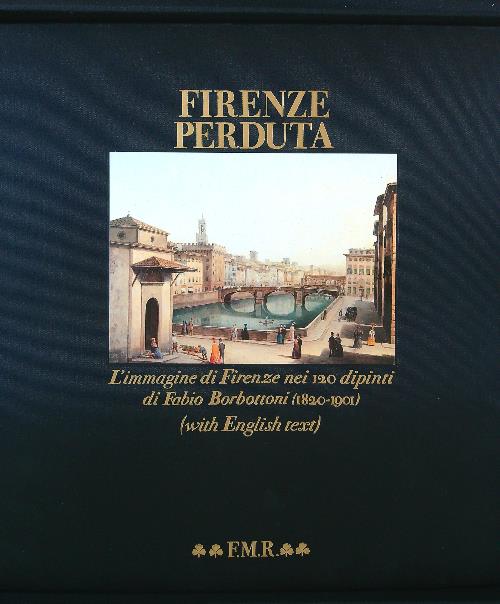 FIRENZE
PERDUTA
L'immagine di Firenze nei 120 dipinti
di Fabio Borbottoni (1820-1901)
(with English text)
F.M.R.